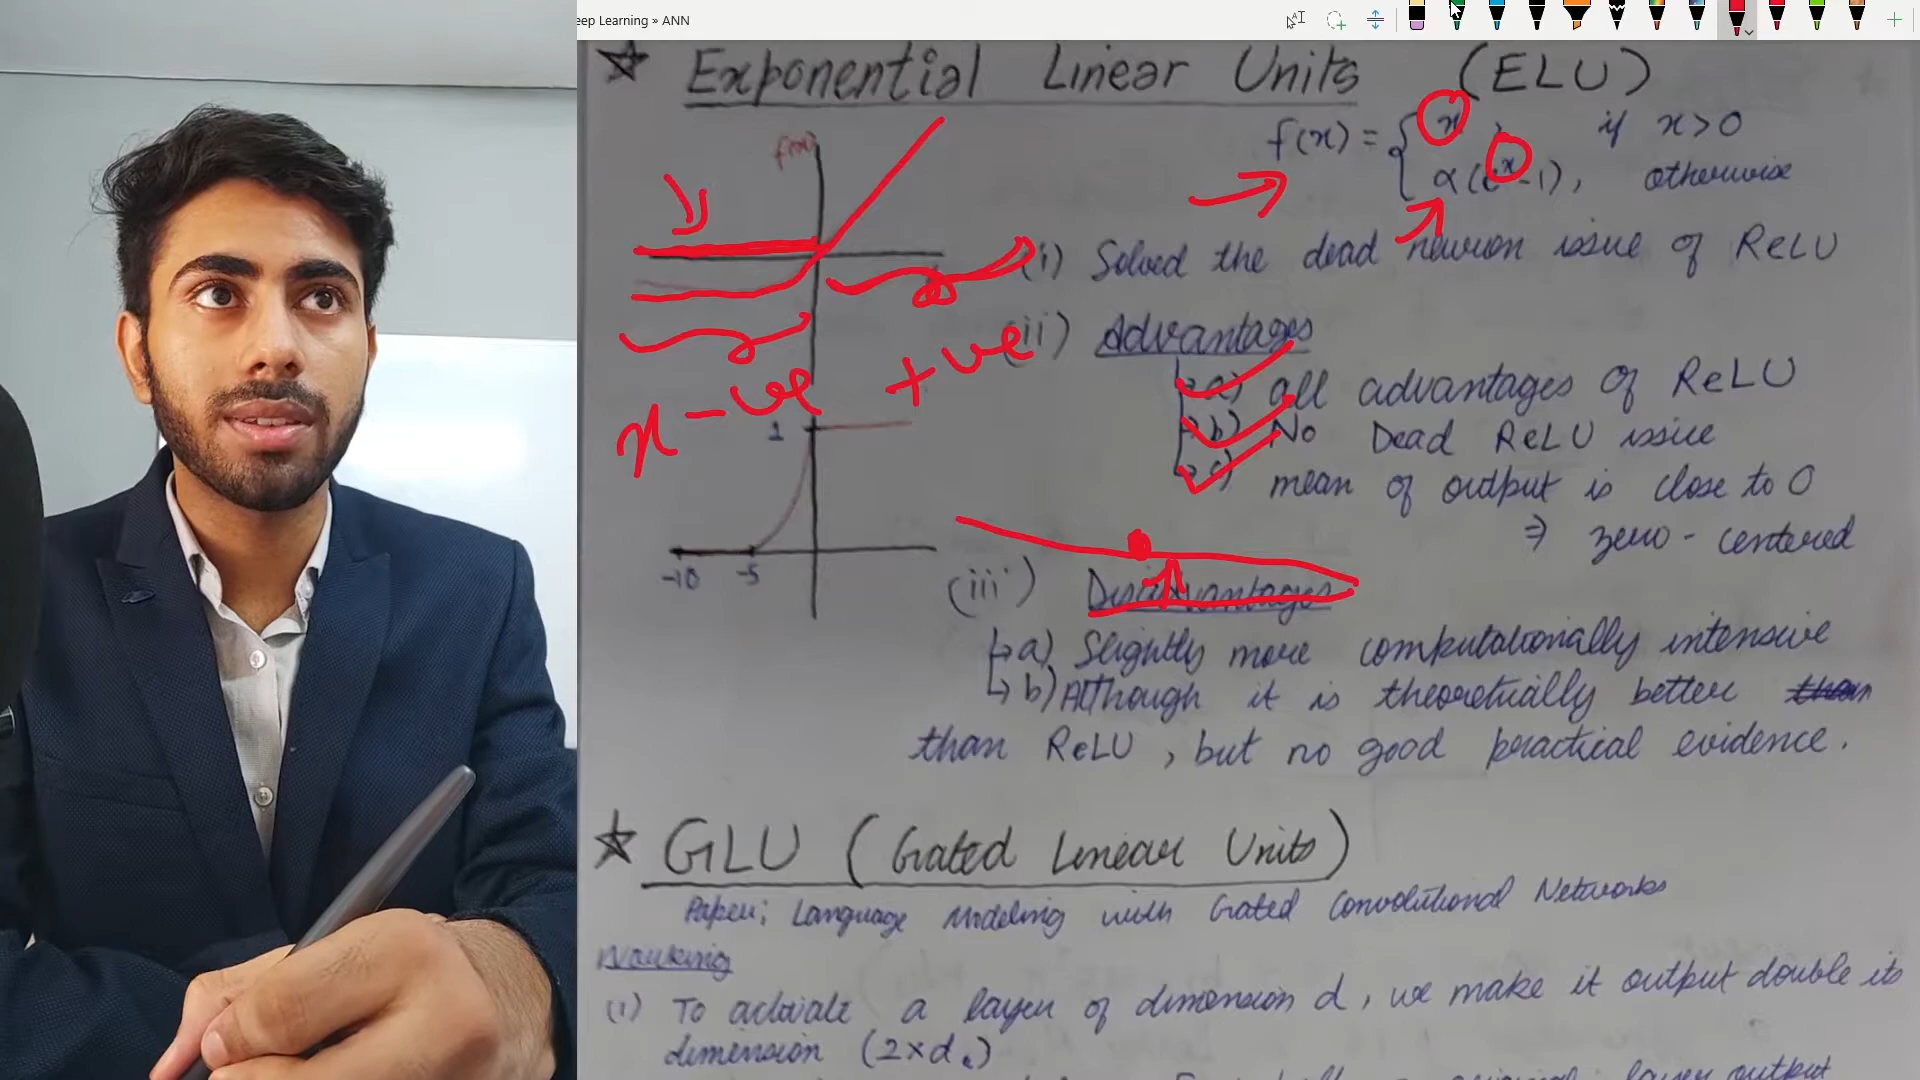 eep Learning » ANN
Exponential Linear Units (ELU)
f(x)
f(x) = { x , if x>0
α(e^x-1), otherwise
(i) Solved the dead neuron issue of ReLU
(ii) Advantages
a) all advantages of ReLU
b) No Dead ReLU issue
c) mean of output is close to 0
⇒ zero - centered
x -ve +ve
1
-10 -5
(iii) Disadvantages
a) Slightly more computationally intensive
b) Although it is theoretically better than
than ReLU, but no good practical evidence.
GLU (Gated Linear Units)
Paper: Language Modeling with Gated Convolutional Networks
Working
(1) To activate a layer of dimension d, we make it output double its
dimension (2×d.)
layer output